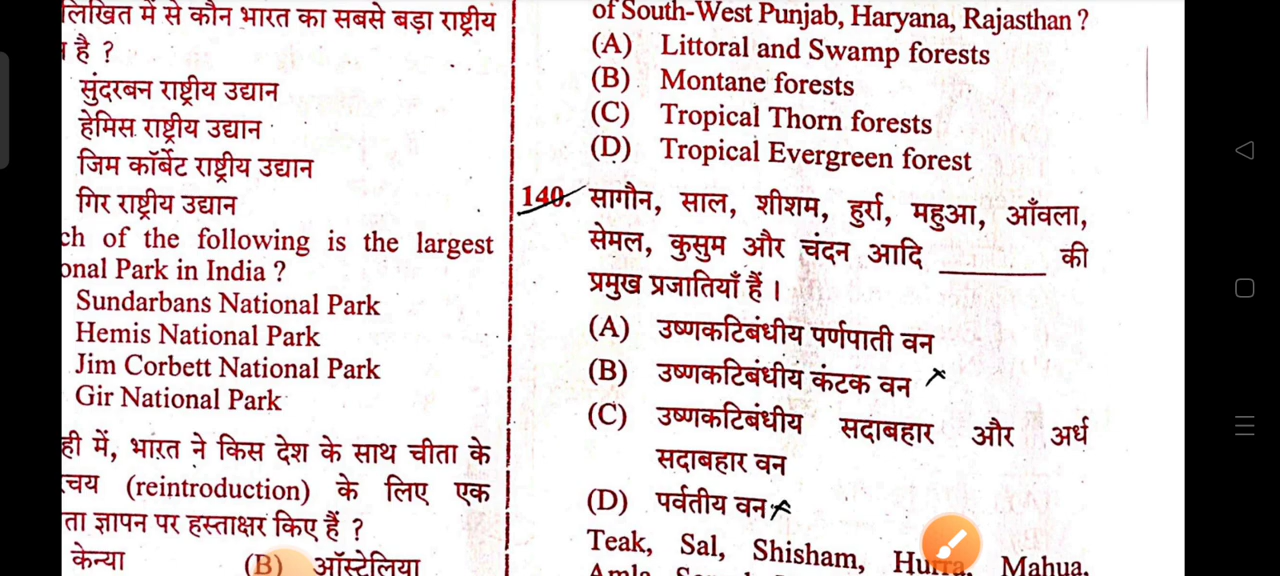 लिखित में से कौन भारत का सबसे बड़ा राष्ट्रीय
है ?
सुंदरबन राष्ट्रीय उद्यान
हेमिस राष्ट्रीय उद्यान
जिम कॉर्बेट राष्ट्रीय उद्यान
गिर राष्ट्रीय उद्यान
ch of the following is the largest
onal Park in India ?
Sundarbans National Park
Hemis National Park
Jim Corbett National Park
Gir National Park
ही में, भारत ने किस देश के साथ चीता के
चय (reintroduction) के लिए एक
ता ज्ञापन पर हस्ताक्षर किए हैं ?
केन्या (B) ऑस्ट्रेलिया
of South-West Punjab, Haryana, Rajasthan ?
(A) Littoral and Swamp forests
(B) Montane forests
(C) Tropical Thorn forests
(D) Tropical Evergreen forest
140. सागौन, साल, शीशम, हुर्रा, महुआ, आँवला,
सेमल, कुसुम और चंदन आदि ________ की
प्रमुख प्रजातियाँ हैं ।
(A) उष्णकटिबंधीय पर्णपाती वन
(B) उष्णकटिबंधीय कंटक वन
(C) उष्णकटिबंधीय सदाबहार और अर्ध
सदाबहार वन
(D) पर्वतीय वन
Teak, Sal, Shisham, Hurra, Mahua,